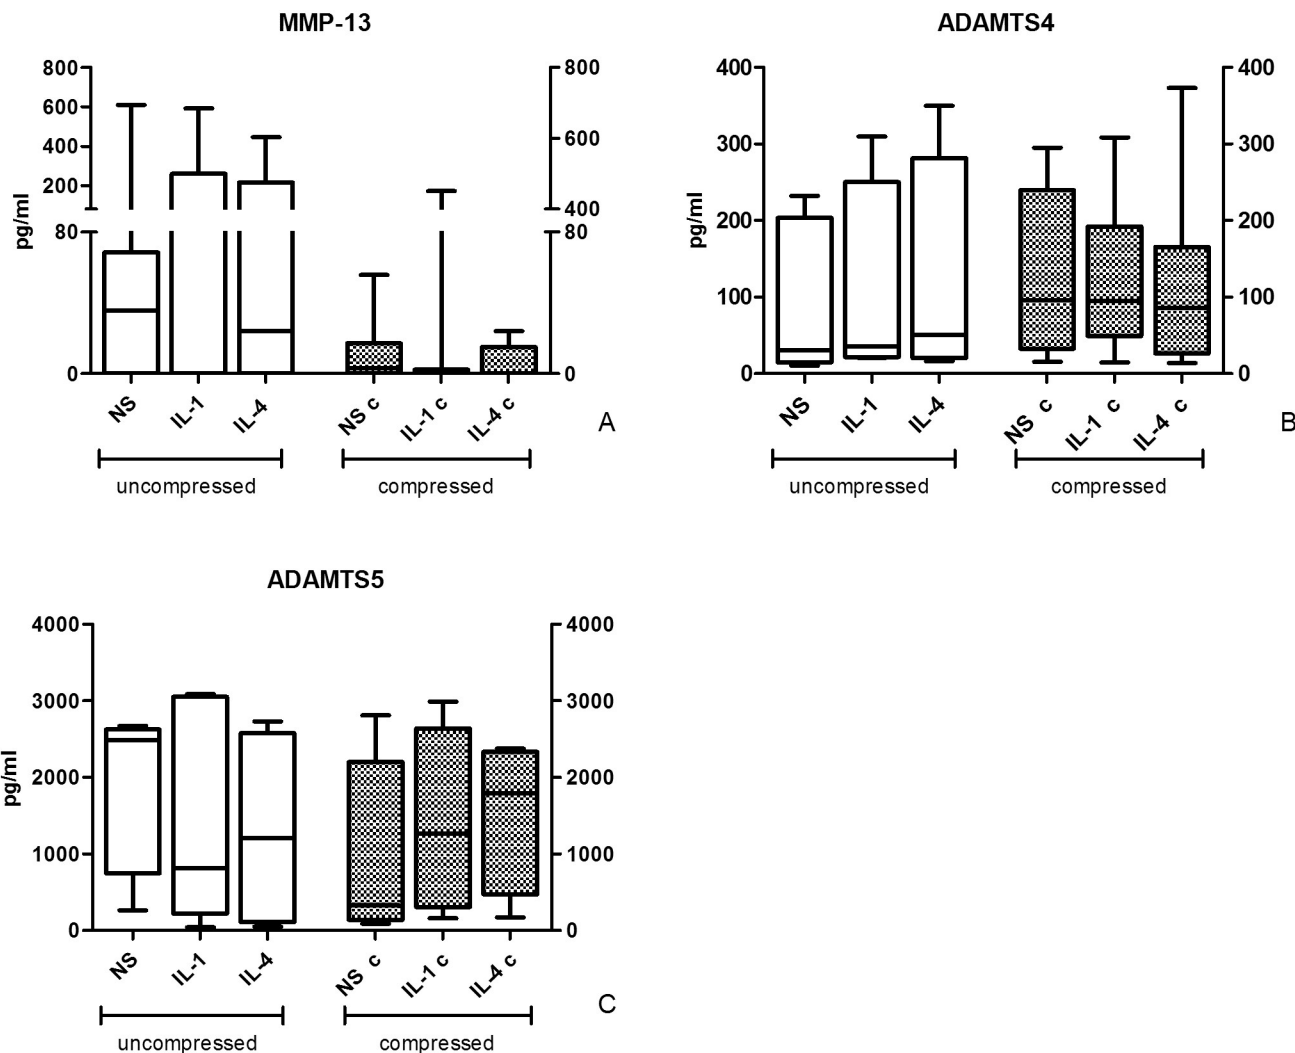 MMP-13
800 800
600
600
400
200
400
80 80
0 0
pg/ml
NS IL-1 IL-4 NS c IL-1 c IL-4 c
A
uncompressed compressed
ADAMTS4
400 400
300 300
200 200
100 100
0 0
pg/ml
NS IL-1 IL-4 NS c IL-1 c IL-4 c
B
uncompressed compressed
ADAMTS5
4000 4000
3000 3000
2000 2000
1000 1000
0 0
pg/ml
NS IL-1 IL-4 NS c IL-1 c IL-4 c
C
uncompressed compressed